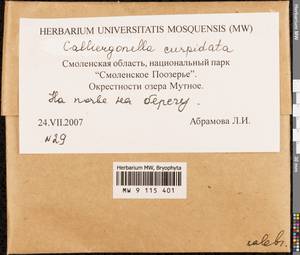 HERBARIUM UNIVERSITATIS MOSQUENSIS (MW)
Calliergonella cuspidata
Смоленская область, национальный парк
"Смоленское Поозерье".
Окрестности озера Мутное.
На почве на берегу.
24.VII.2007 Абрамова Л.И.
N29
Herbarium MW, Bryophyta
MW 9 115 401